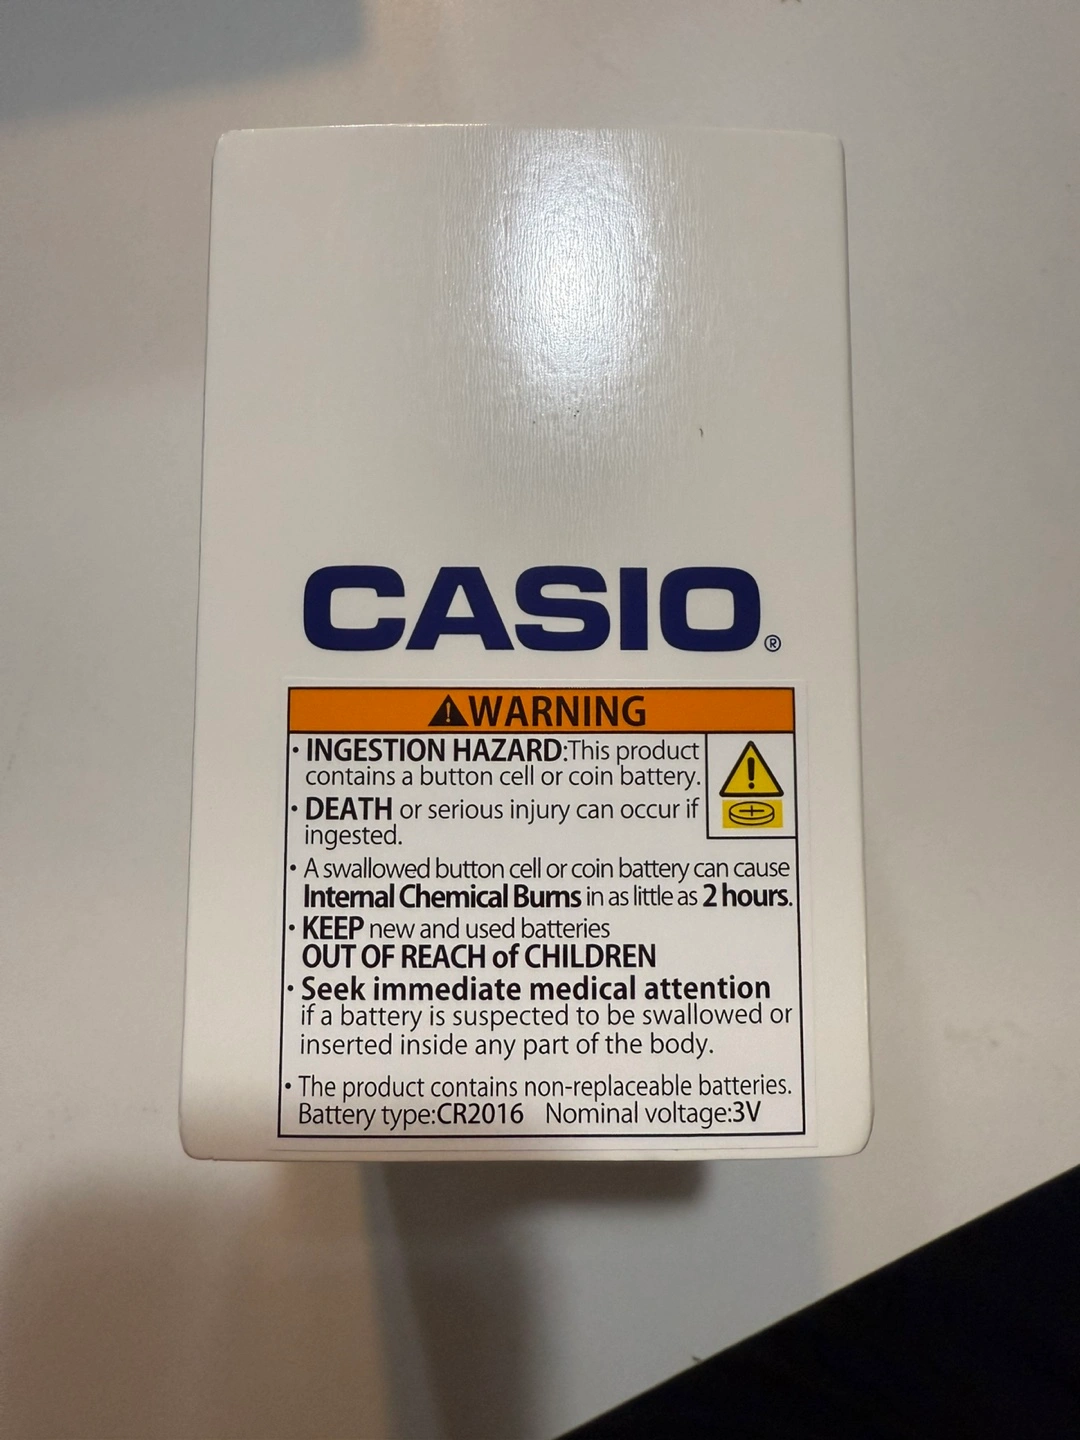 CASIO®
⚠WARNING
• INGESTION HAZARD:This product
contains a button cell or coin battery.
• DEATH or serious injury can occur if
ingested.
• A swallowed button cell or coin battery can cause
Internal Chemical Burns in as little as 2 hours.
• KEEP new and used batteries
OUT OF REACH of CHILDREN
• Seek immediate medical attention
if a battery is suspected to be swallowed or
inserted inside any part of the body.
• The product contains non-replaceable batteries.
Battery type:CR2016 Nominal voltage:3V